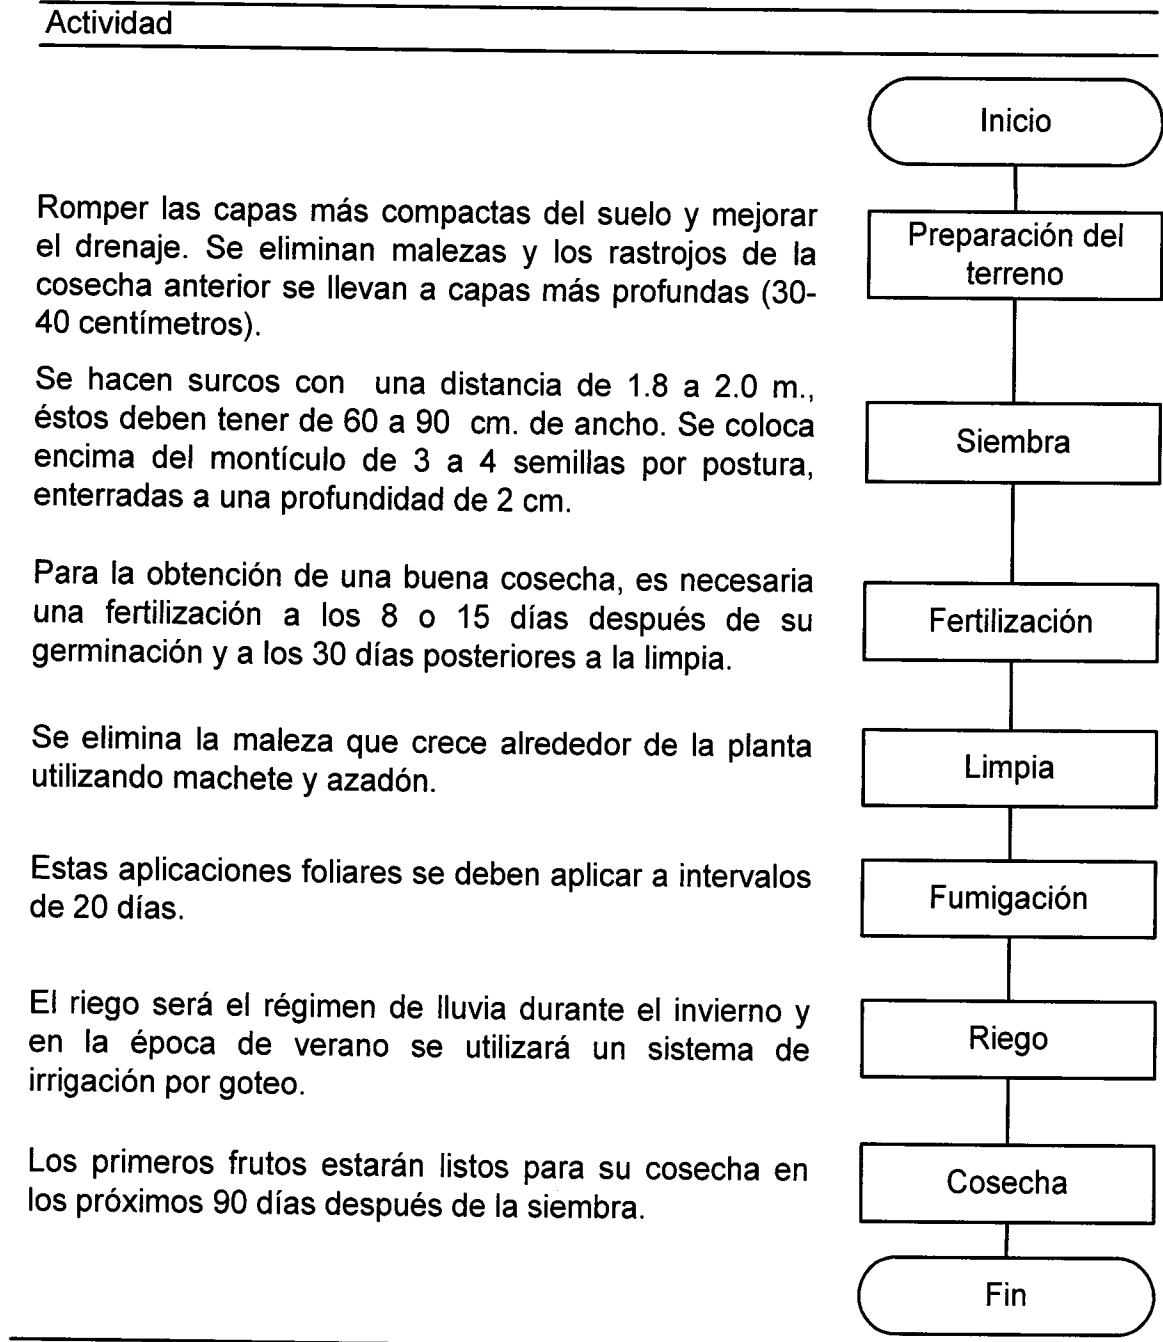 Actividad
Inicio
Romper las capas más compactas del suelo y mejorar
el drenaje. Se eliminan malezas y los rastrojos de la
cosecha anterior se llevan a capas más profundas (30-
40 centímetros).
Preparación del
terreno
Se hacen surcos con una distancia de 1.8 a 2.0 m.,
éstos deben tener de 60 a 90 cm. de ancho. Se coloca
encima del montículo de 3 a 4 semillas por postura,
enterradas a una profundidad de 2 cm.
Siembra
Para la obtención de una buena cosecha, es necesaria
una fertilización a los 8 o 15 días después de su
germinación y a los 30 días posteriores a la limpia.
Fertilización
Se elimina la maleza que crece alrededor de la planta
utilizando machete y azadón.
Limpia
Estas aplicaciones foliares se deben aplicar a intervalos
de 20 días.
Fumigación
El riego será el régimen de lluvia durante el invierno y
en la época de verano se utilizará un sistema de
irrigación por goteo.
Riego
Los primeros frutos estarán listos para su cosecha en
los próximos 90 días después de la siembra.
Cosecha
Fin